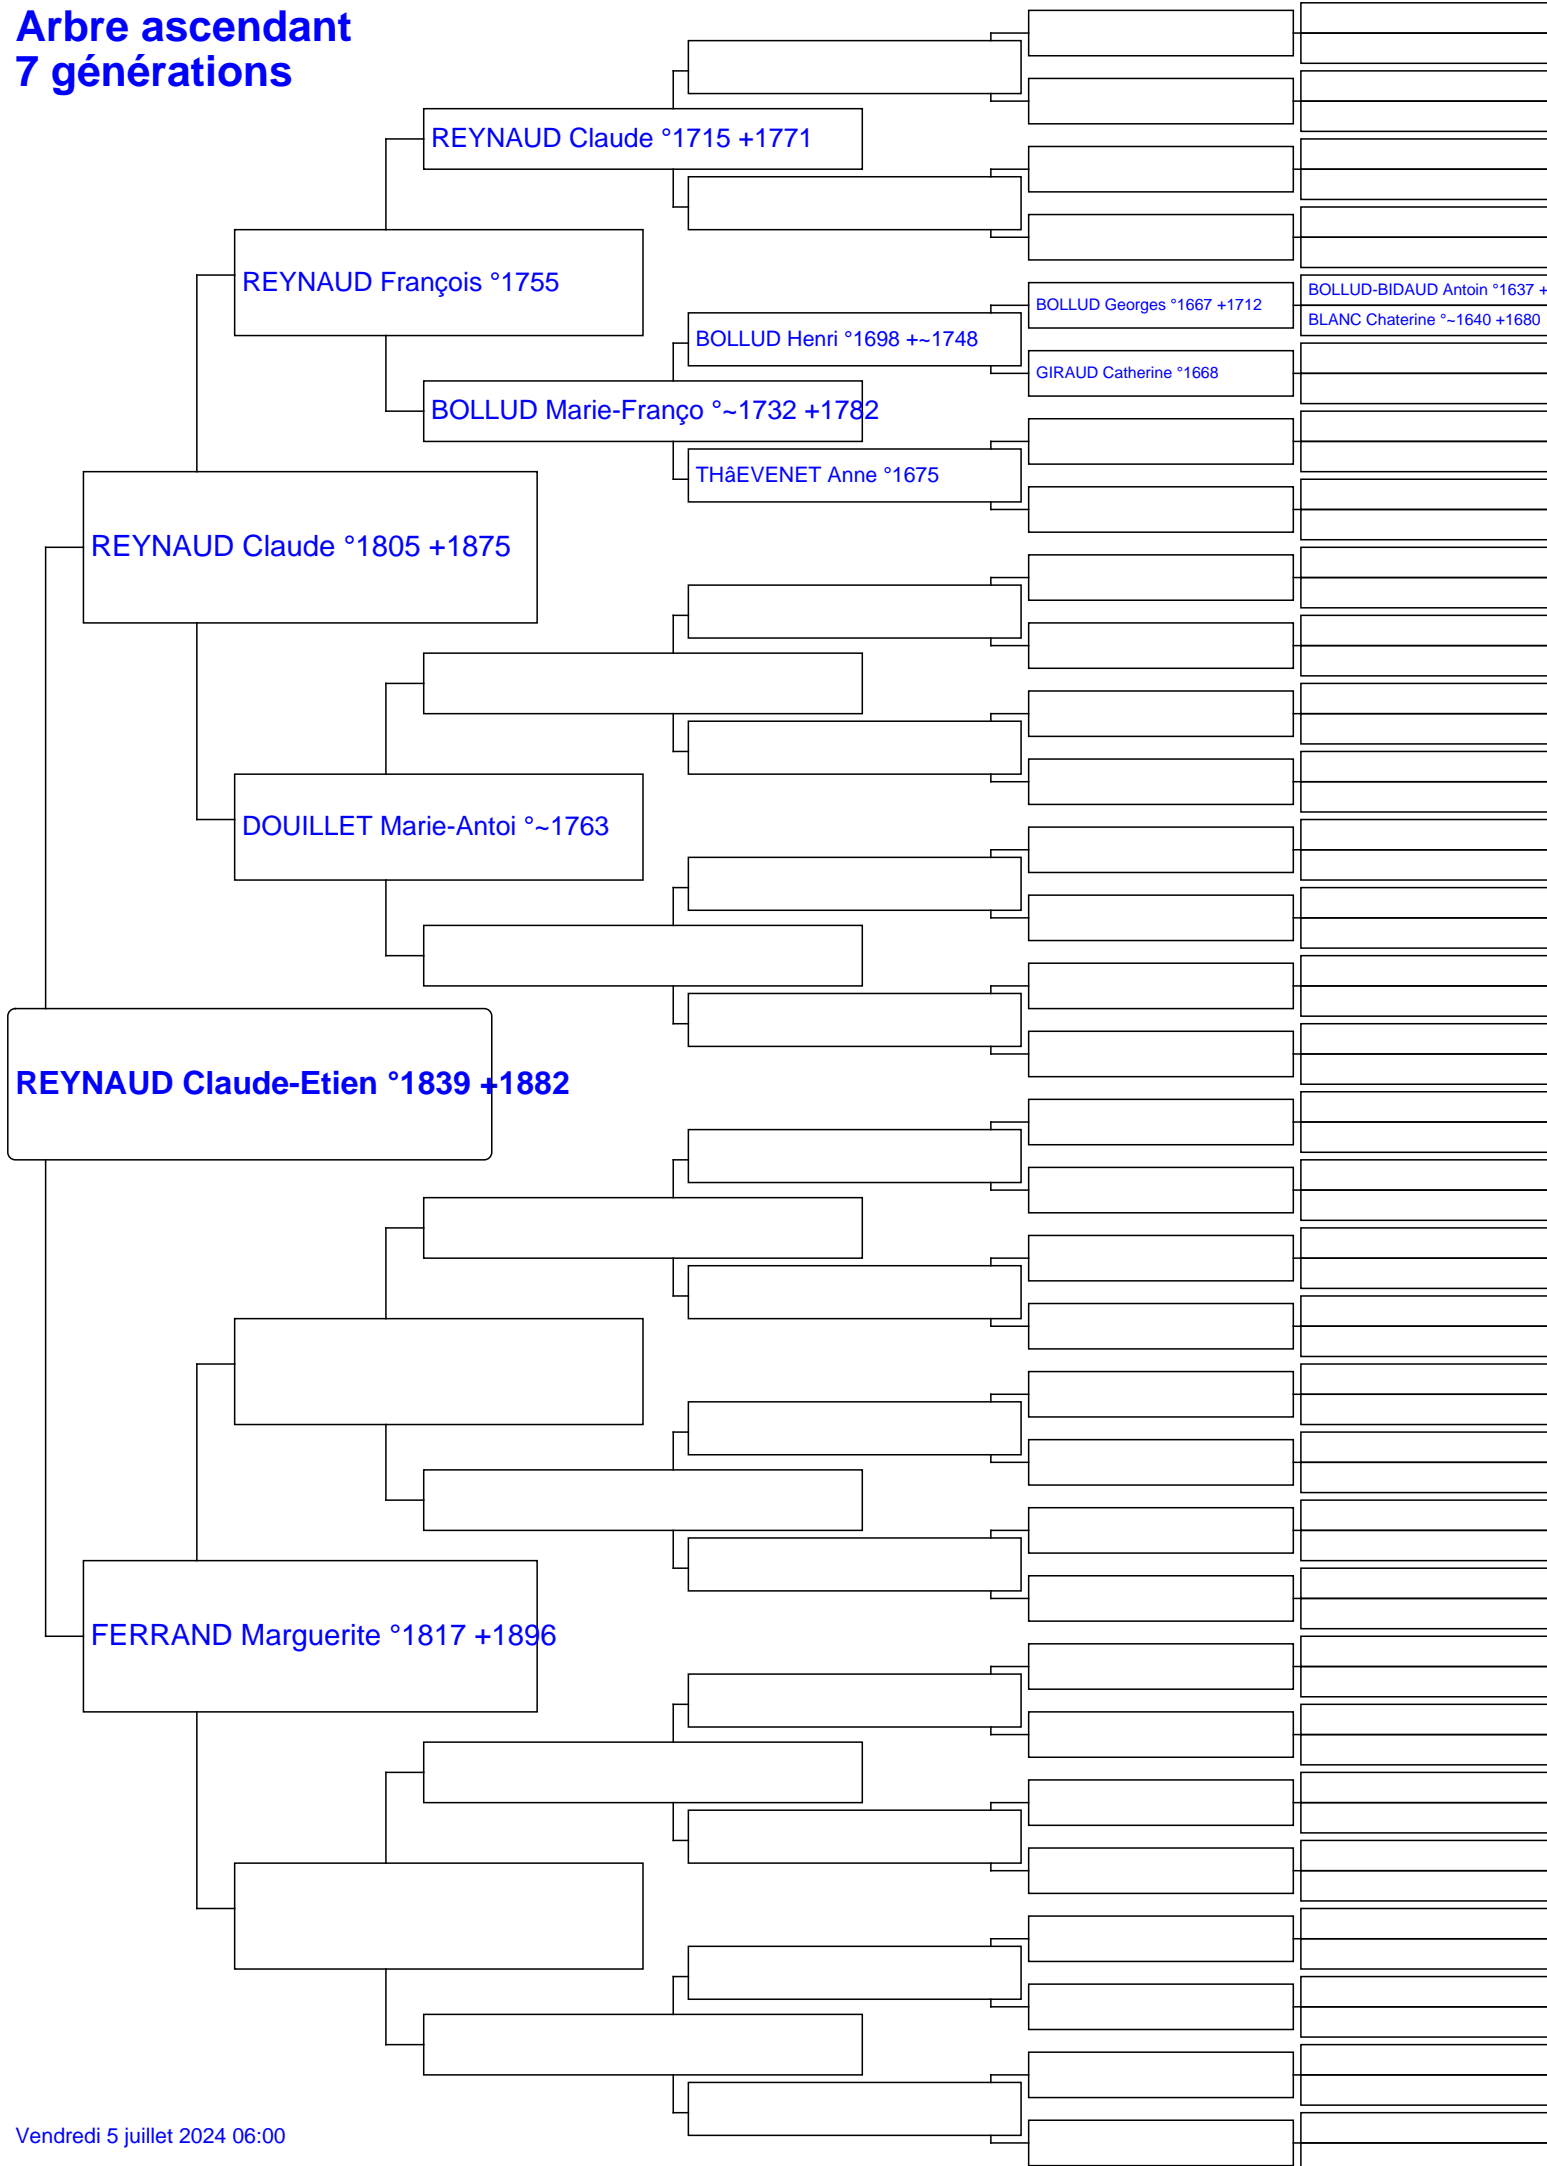 Arbre ascendant
7 générations
REYNAUD Claude °1715 +1771
REYNAUD François °1755
BOLLUD Georges °1667 +1712
BOLLUD-BIDAUD Antoin °1637 +
BLANC Chaterine °~1640 +1680
BOLLUD Henri °1698 +~1748
GIRAUD Catherine °1668
BOLLUD Marie-Franço °~1732 +1782
THâEVENET Anne °1675
REYNAUD Claude °1805 +1875
DOUILLET Marie-Antoi °~1763
REYNAUD Claude-Etien °1839 +1882
FERRAND Marguerite °1817 +1896
Vendredi 5 juillet 2024 06:00